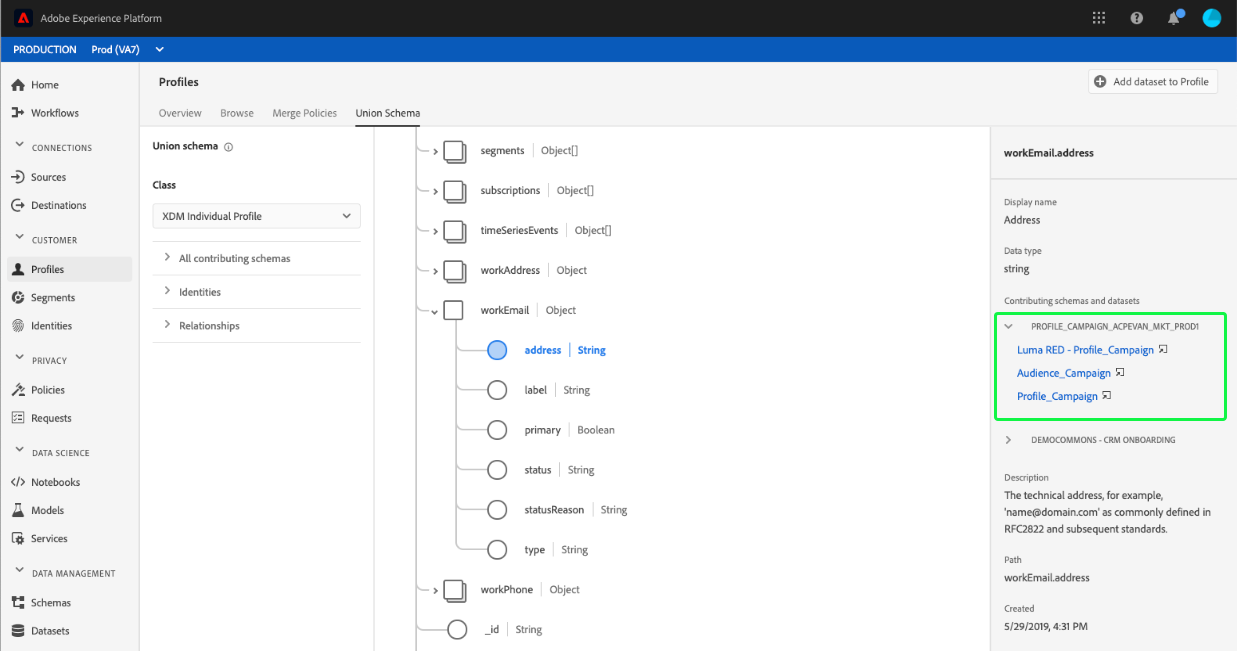 Adobe Experience Platform
PRODUCTION Prod (VA7)
Home
Workflows
CONNECTIONS
Sources
Destinations
CUSTOMER
Profiles
Segments
Identities
PRIVACY
Policies
Requests
DATA SCIENCE
Notebooks
Models
Services
DATA MANAGEMENT
Schemas
Datasets
Profiles
Add dataset to Profile
Overview Browse Merge Policies Union Schema
Union schema
Class
XDM Individual Profile
All contributing schemas
Identities
Relationships
segments Object[]
subscriptions Object[]
timeSeriesEvents Object[]
workAddress Object
workEmail Object
address String
label String
primary Boolean
status String
statusReason String
type String
workPhone Object
_id String
workEmail.address
Display name
Address
Data type
string
Contributing schemas and datasets
PROFILE_CAMPAIGN_ACPEVAN_MKT_PROD1
Luma RED - Profile_Campaign
Audience_Campaign
Profile_Campaign
DEMOCOMMONS - CRM ONBOARDING
Description
The technical address, for example,
'name@domain.com' as commonly defined in
RFC2822 and subsequent standards.
Path
workEmail.address
Created
5/29/2019, 4:31 PM